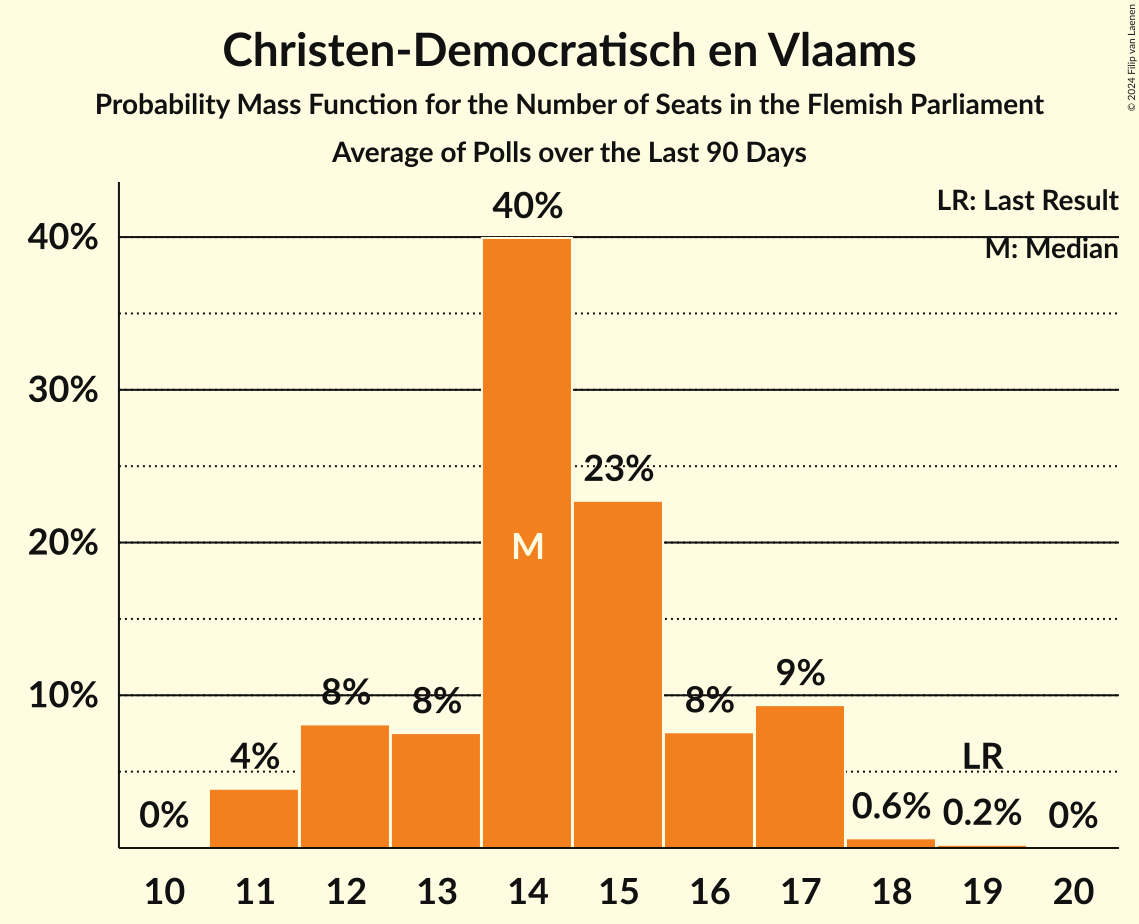 Christen-Democratisch en Vlaams
Probability Mass Function for the Number of Seats in the Flemish Parliament
Average of Polls over the Last 90 Days
© 2024 Filip van Laenen
LR: Last Result
M: Median
40%
30%
20%
10%
0%
4%
8%
8%
40%
M
23%
8%
9%
0.6%
LR
0.2%
0%
10 11 12 13 14 15 16 17 18 19 20